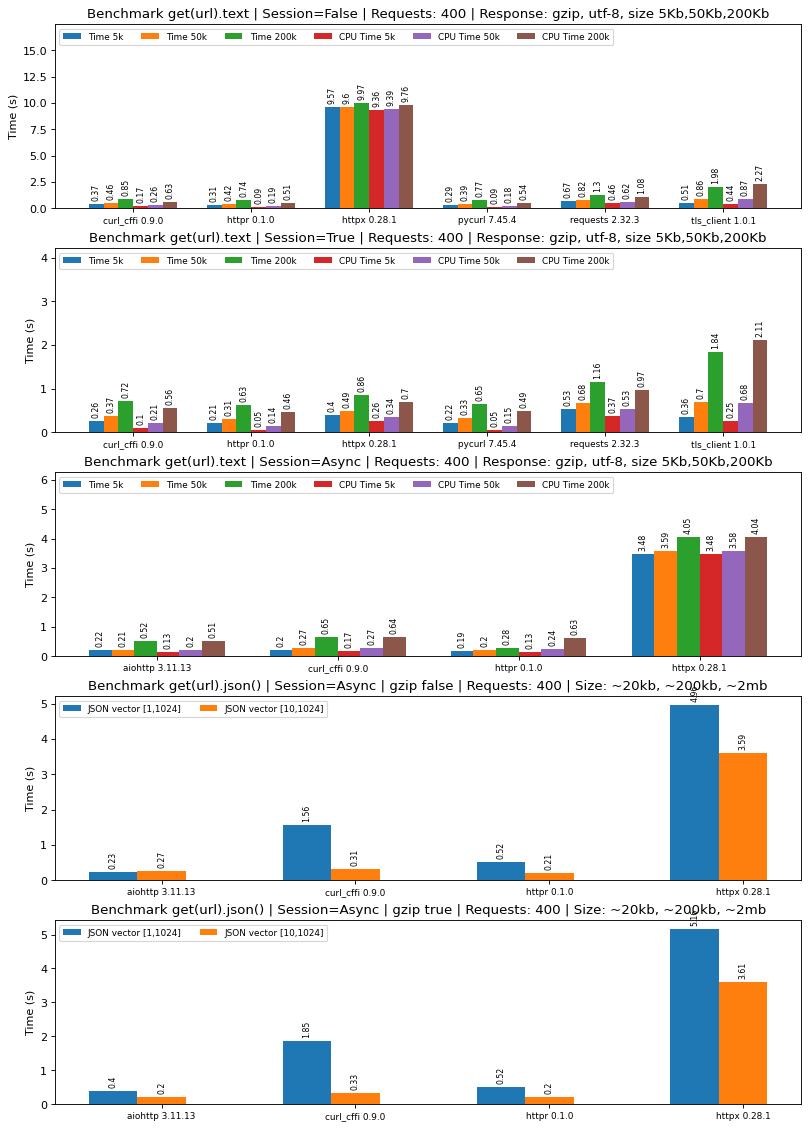 Benchmark get(url).text | Session=False | Requests: 400 | Response: gzip, utf-8, size 5Kb,50Kb,200Kb
Time 5k Time 50k Time 200k CPU Time 5k CPU Time 50k CPU Time 200k
Time (s)
15.0
12.5
10.0
7.5
5.0
2.5
0.0
0.37 0.46 0.85 0.17 0.26 0.63
0.31 0.42 0.74 0.09 0.19 0.51
9.57 9.6 9.97 9.36 9.39 9.76
0.29 0.39 0.77 0.09 0.18 0.54
0.67 0.82 1.3 0.46 0.62 1.08
0.51 0.86 1.98 0.44 0.87 2.27
curl_cffi 0.9.0 httpr 0.1.0 httpx 0.28.1 pycurl 7.45.4 requests 2.32.3 tls_client 1.0.1
Benchmark get(url).text | Session=True | Requests: 400 | Response: gzip, utf-8, size 5Kb,50Kb,200Kb
Time 5k Time 50k Time 200k CPU Time 5k CPU Time 50k CPU Time 200k
Time (s)
4
3
2
1
0
0.26 0.37 0.72 0.1 0.21 0.56
0.21 0.31 0.63 0.05 0.14 0.46
0.4 0.49 0.86 0.26 0.34 0.7
0.22 0.33 0.65 0.05 0.15 0.49
0.53 0.68 1.16 0.37 0.53 0.97
0.36 0.7 1.84 0.25 0.68 2.11
curl_cffi 0.9.0 httpr 0.1.0 httpx 0.28.1 pycurl 7.45.4 requests 2.32.3 tls_client 1.0.1
Benchmark get(url).text | Session=Async | Requests: 400 | Response: gzip, utf-8, size 5Kb,50Kb,200Kb
Time 5k Time 50k Time 200k CPU Time 5k CPU Time 50k CPU Time 200k
Time (s)
6
5
4
3
2
1
0
0.22 0.21 0.52 0.13 0.2 0.51
0.2 0.27 0.65 0.17 0.27 0.64
0.19 0.2 0.28 0.13 0.24 0.63
3.48 3.59 4.05 3.48 3.58 4.04
aiohttp 3.11.13 curl_cffi 0.9.0 httpr 0.1.0 httpx 0.28.1
Benchmark get(url).json() | Session=Async | gzip false | Requests: 400 | Size: ~20kb, ~200kb, ~2mb
JSON vector [1,1024] JSON vector [10,1024]
Time (s)
5
4
3
2
1
0
0.23 0.27
1.56 0.31
0.52 0.21
3.59
aiohttp 3.11.13 curl_cffi 0.9.0 httpr 0.1.0 httpx 0.28.1
Benchmark get(url).json() | Session=Async | gzip true | Requests: 400 | Size: ~20kb, ~200kb, ~2mb
JSON vector [1,1024] JSON vector [10,1024]
Time (s)
5
4
3
2
1
0
0.4 0.2
1.85 0.33
0.52 0.2
3.61
aiohttp 3.11.13 curl_cffi 0.9.0 httpr 0.1.0 httpx 0.28.1